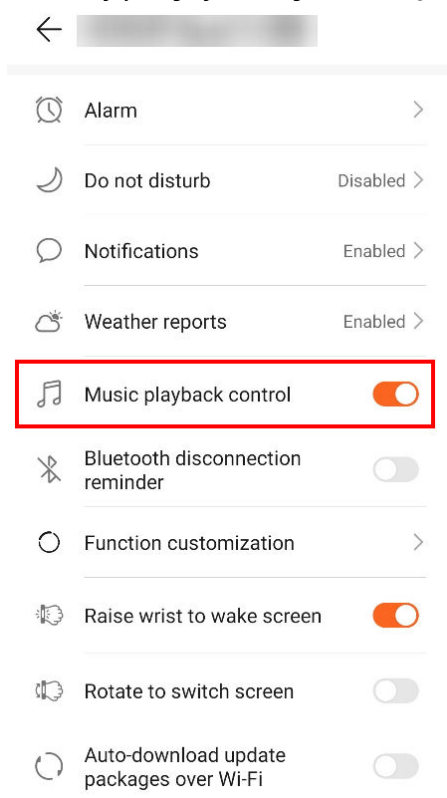 Alarm
Do not disturb Disabled
Notifications Enabled
Weather reports Enabled
Music playback control
Bluetooth disconnection
reminder
Function customization
Raise wrist to wake screen
Rotate to switch screen
Auto-download update
packages over Wi-Fi